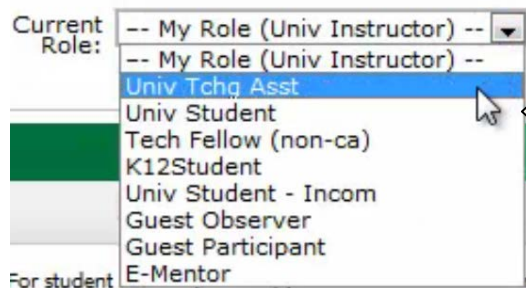 Current Role:
-- My Role (Univ Instructor) --
-- My Role (Univ Instructor) --
Univ Tchg Asst
Univ Student
Tech Fellow (non-ca)
K12Student
Univ Student - Incom
Guest Observer
Guest Participant
E-Mentor
For student